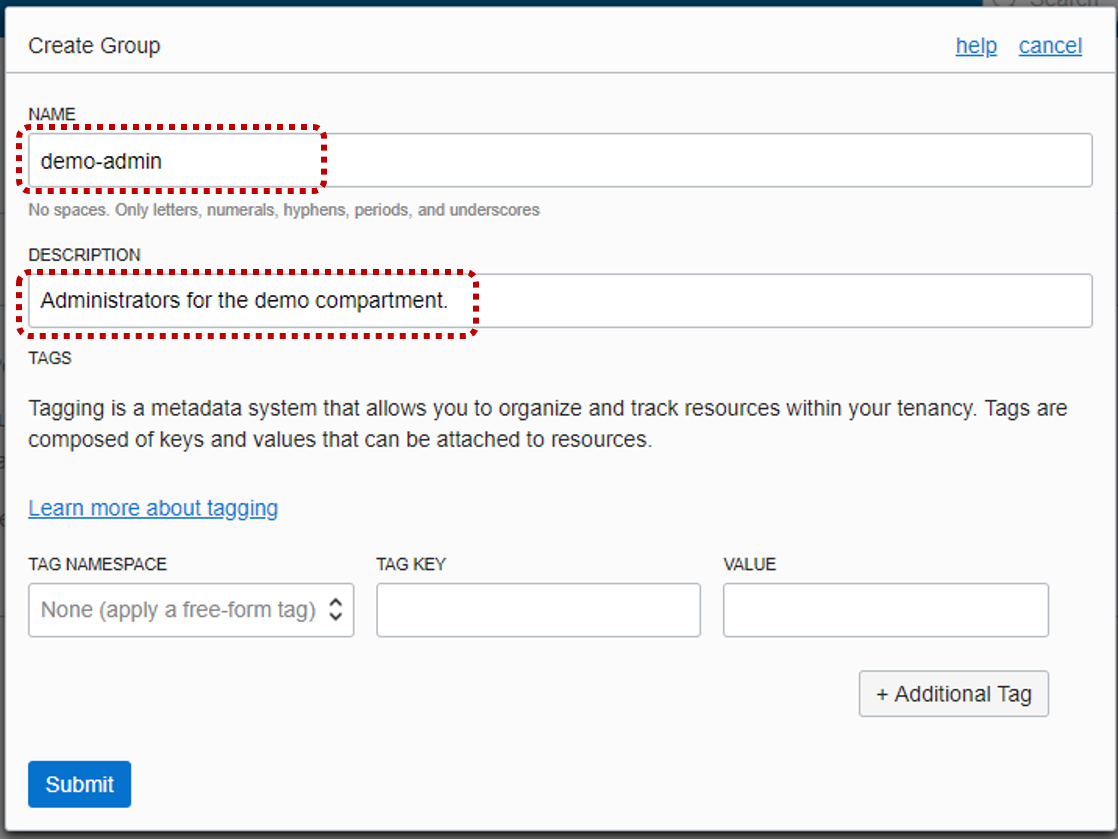 Search
Create Group
help cancel
NAME
demo-admin
No spaces. Only letters, numerals, hyphens, periods, and underscores
DESCRIPTION
Administrators for the demo compartment.
TAGS
Tagging is a metadata system that allows you to organize and track resources within your tenancy. Tags are
composed of keys and values that can be attached to resources.
Learn more about tagging
TAG NAMESPACE TAG KEY VALUE
None (apply a free-form tag)
+ Additional Tag
Submit